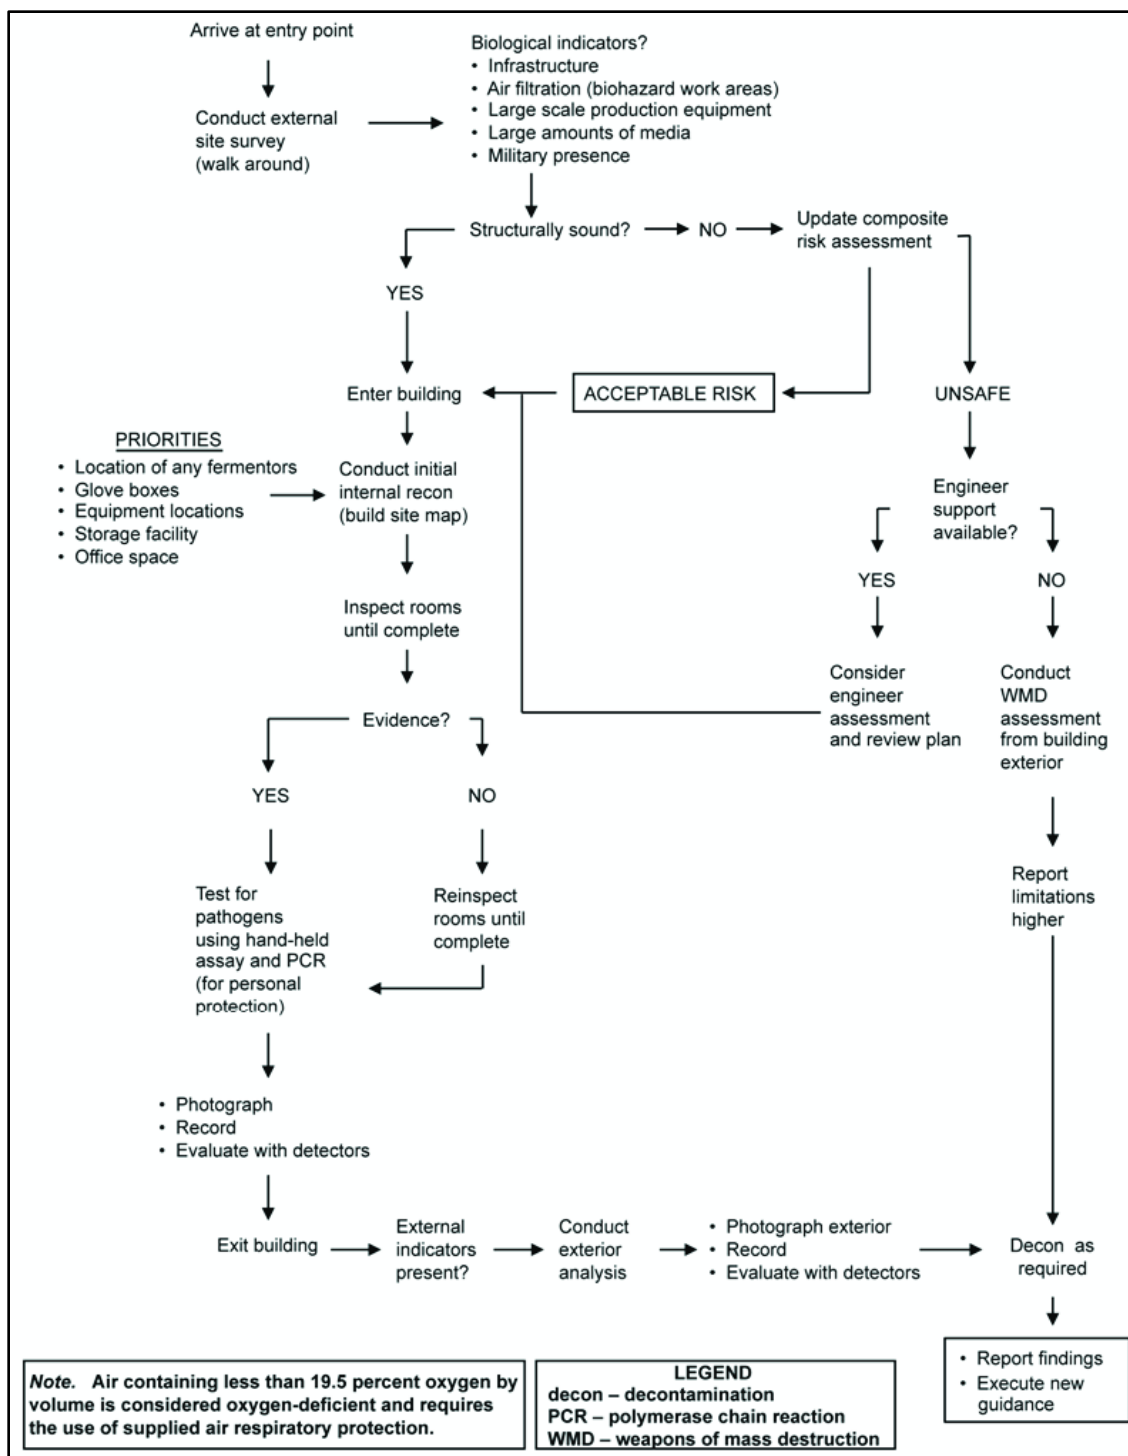 Arrive at entry point
Biological indicators?
• Infrastructure
• Air filtration (biohazard work areas)
• Large scale production equipment
• Large amounts of media
• Military presence
Conduct external
site survey
(walk around)
Structurally sound?
NO
Update composite
risk assessment
YES
Enter building
ACCEPTABLE RISK
UNSAFE
PRIORITIES
• Location of any fermentors
• Glove boxes
• Equipment locations
• Storage facility
• Office space
Conduct initial
internal recon
(build site map)
Engineer
support
available?
YES
NO
Inspect rooms
until complete
Consider
engineer
assessment
and review plan
Conduct
WMD
assessment
from building
exterior
Evidence?
YES
NO
Test for
pathogens
using hand-held
assay and PCR
(for personal
protection)
Reinspect
rooms until
complete
Report
limitations
higher
• Photograph
• Record
• Evaluate with detectors
Exit building
External
indicators
present?
Conduct
exterior
analysis
• Photograph exterior
• Record
• Evaluate with detectors
Decon as
required
• Report findings
• Execute new
guidance
Note. Air containing less than 19.5 percent oxygen by
volume is considered oxygen-deficient and requires
the use of supplied air respiratory protection.
LEGEND
decon – decontamination
PCR – polymerase chain reaction
WMD – weapons of mass destruction